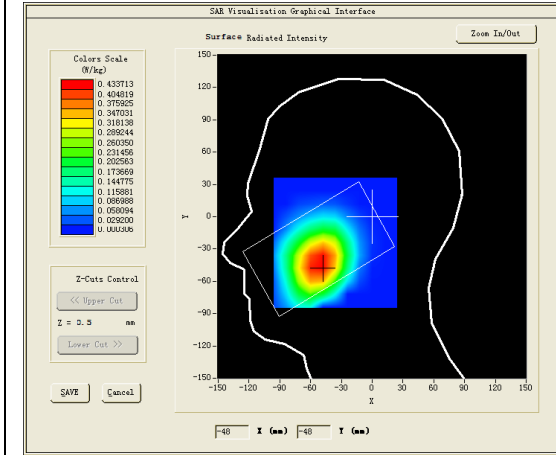 SAR Visualisation Graphical Interface
Surface Radiated Intensity
Zoom In/Out
Colors Scale
(W/kg)
0.433713
0.404819
0.375925
0.347031
0.318138
0.289244
0.260350
0.231456
0.202563
0.173669
0.144775
0.115881
0.086988
0.058094
0.029200
0.000306
Z-Cuts Control
<< Upper Cut
Z = 0.5 mm
Lower Cut >>
SAVE Cancel
150
120
90
60
30
0
-30
-60
-90
-120
-150
Y
-150 -120 -90 -60 -30 0 30 60 90 120 150
X
-48 X (mm) -48 Y (mm)